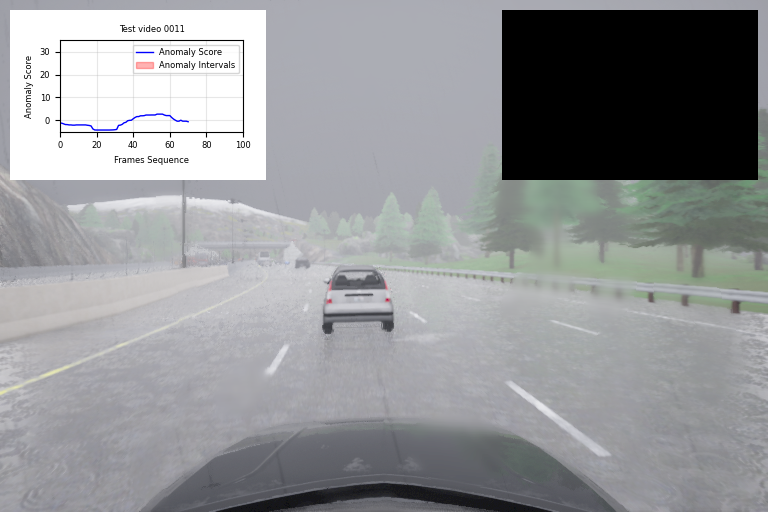 Test video 0011
Anomaly Score
Anomaly Intervals
Anomaly Score
30
20
10
0
0 20 40 60 80 100
Frames Sequence